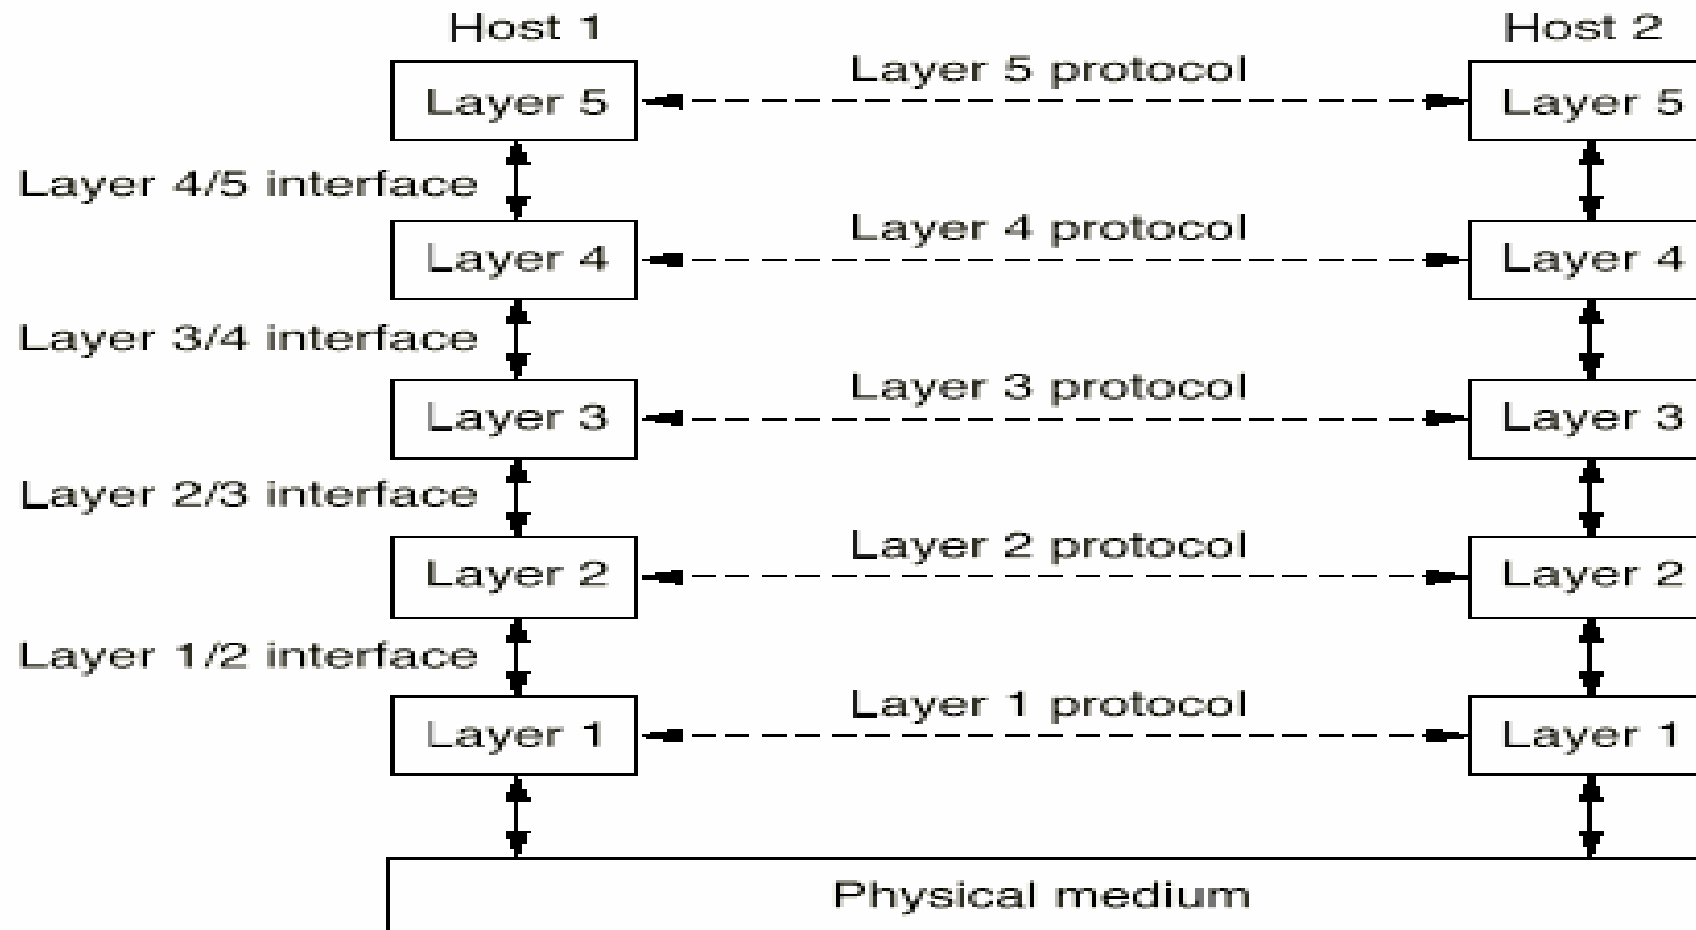 Host 1
Host 2
Layer 5 protocol
Layer 5
Layer 5
Layer 4/5 interface
Layer 4 protocol
Layer 4
Layer 4
Layer 3/4 interface
Layer 3 protocol
Layer 3
Layer 3
Layer 2/3 interface
Layer 2 protocol
Layer 2
Layer 2
Layer 1/2 interface
Layer 1 protocol
Layer 1
Layer 1
Physical medium